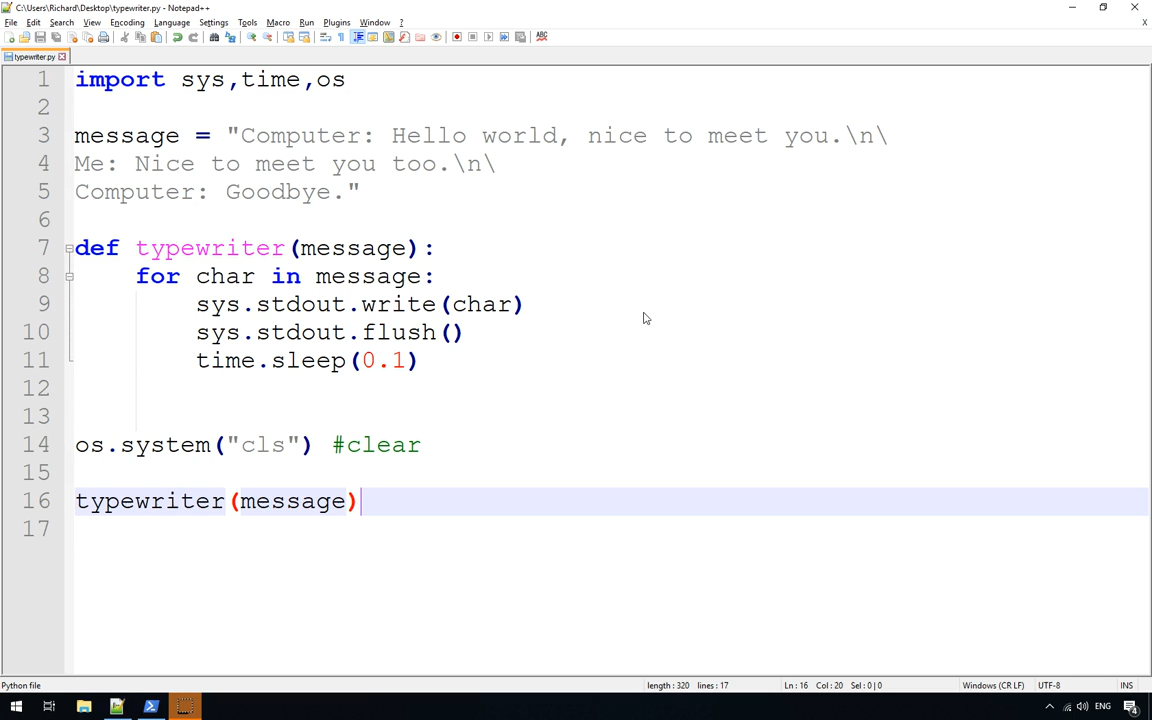 C:\Users\Richard\Desktop\typewriter.py - Notepad++
File Edit Search View Encoding Language Settings Tools Macro Run Plugins Window ?
X
typewriter.py
1 import sys,time,os
2
3 message = "Computer: Hello world, nice to meet you.\n\
4 Me: Nice to meet you too.\n\
5 Computer: Goodbye."
6
7 def typewriter(message):
8 for char in message:
9 sys.stdout.write(char)
10 sys.stdout.flush()
11 time.sleep(0.1)
12
13
14 os.system("cls") #clear
15
16 typewriter(message)
17
Python file length : 320 lines : 17 Ln : 16 Col : 20 Sel : 0 | 0 Windows (CR LF) UTF-8 INS
ENG 4